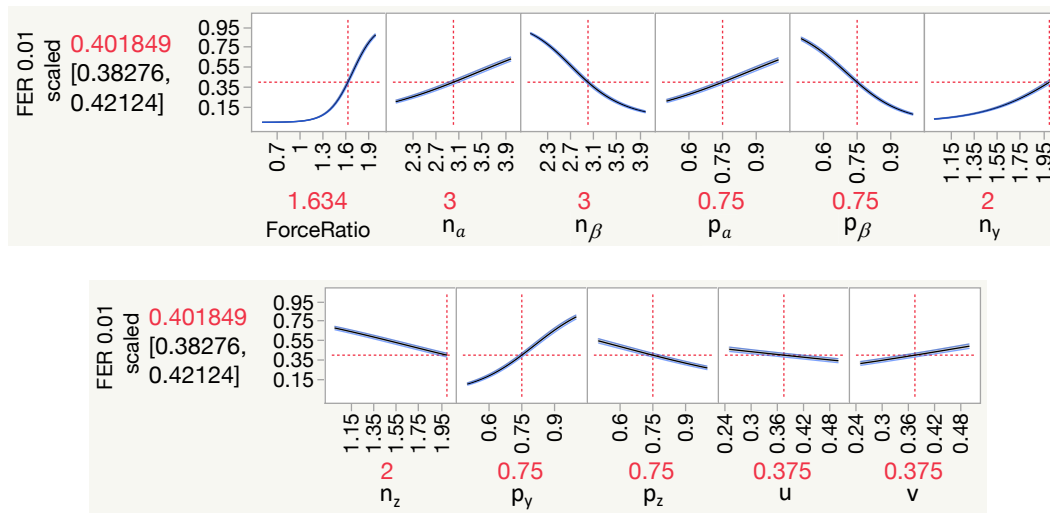 FER 0.01
scaled
0.401849
[0.38276,
0.42124]
0.95
0.75
0.55
0.35
0.15
0.7 1 1.3 1.6 1.9
2.3 2.7 3.1 3.5 3.9
2.3 2.7 3.1 3.5 3.9
0.6 0.75 0.9
0.6 0.75 0.9
1.15 1.35 1.55 1.75 1.95
1.634 3 3 0.75 0.75 2
ForceRatio n_a n_β p_a p_β n_y
FER 0.01
scaled
0.401849
[0.38276,
0.42124]
0.95
0.75
0.55
0.35
0.15
1.15 1.35 1.55 1.75 1.95
0.6 0.75 0.9
0.6 0.75 0.9
0.24 0.3 0.36 0.42 0.48
0.24 0.3 0.36 0.42 0.48
2 0.75 0.75 0.375 0.375
n_z p_y p_z u v